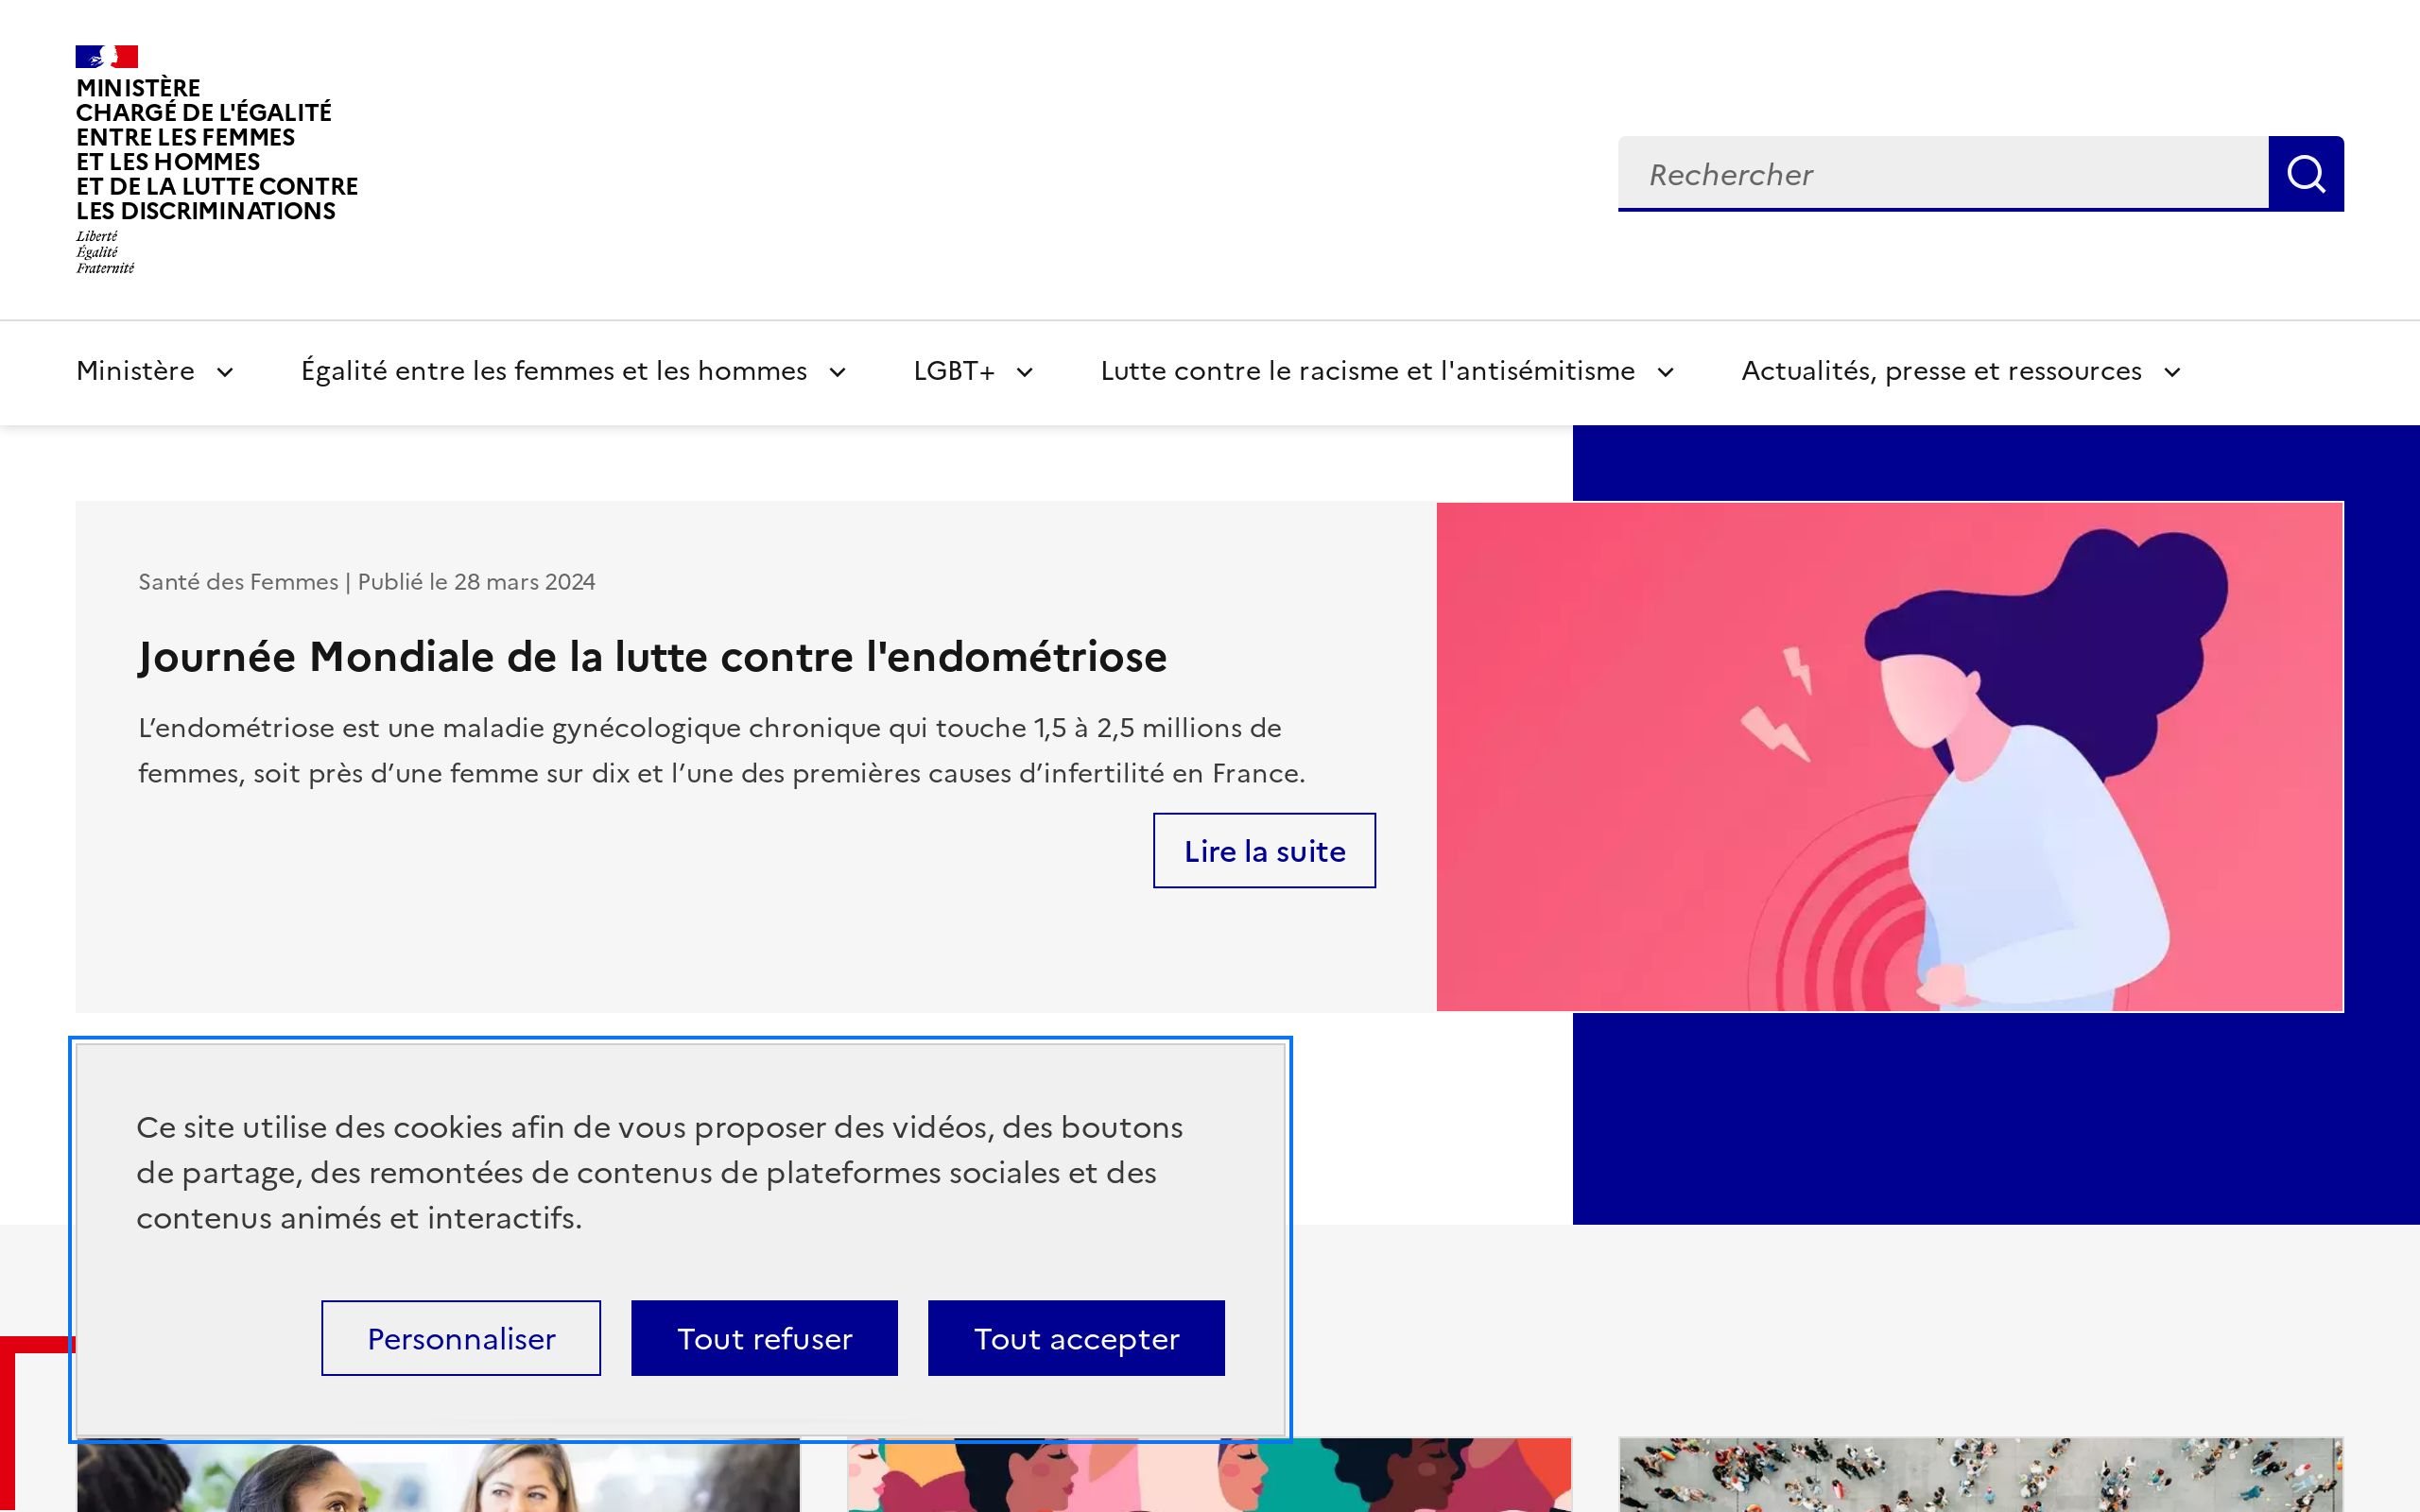 MINISTÈRE
CHARGÉ DE L'ÉGALITÉ
ENTRE LES FEMMES
ET LES HOMMES
ET DE LA LUTTE CONTRE
LES DISCRIMINATIONS
Liberté
Égalité
Fraternité
Rechercher
Ministère
Égalité entre les femmes et les hommes
LGBT+
Lutte contre le racisme et l'antisémitisme
Actualités, presse et ressources
Santé des Femmes | Publié le 28 mars 2024
Journée Mondiale de la lutte contre l'endométriose
L’endométriose est une maladie gynécologique chronique qui touche 1,5 à 2,5 millions de
femmes, soit près d’une femme sur dix et l’une des premières causes d’infertilité en France.
Lire la suite
Ce site utilise des cookies afin de vous proposer des vidéos, des boutons
de partage, des remontées de contenus de plateformes sociales et des
contenus animés et interactifs.
Personnaliser
Tout refuser
Tout accepter